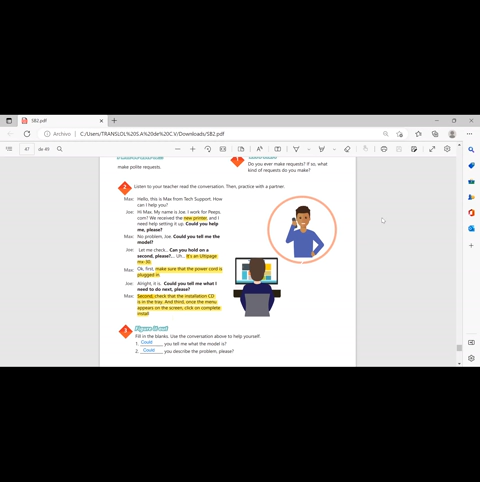 SB2.pdf
Archivo | C:/Users/TRANSLOL%20S.A%20de%20C.V/Downloads/SB2.pdf
47 de 49
make polite requests.
1
Do you ever make requests? If so, what
kind of requests do you make?
2 Listen to your teacher read the conversation. Then, practice with a partner.
Max: Hello, this is Max from Tech Support. How
can I help you?
Joe: Hi Max. My name is Joe. I work for Peeps.
com? We received the new printer, and I
need help setting it up. Could you help
me, please?
Max: No problem, Joe. Could you tell me the
model?
Joe: Let me check... Can you hold on a
second, please?... Uh... It's an Ultipage
mx-30.
Max: Ok, first, make sure that the power cord is
plugged in.
Joe: Alright, it is. Could you tell me what I
need to do next, please?
Max: Second, check that the installation CD
is in the tray. And third, once the menu
appears on the screen, click on complete
install
3 Figure it out!
Fill in the blanks. Use the conversation above to help yourself.
1. Could you tell me what the model is?
2. Could you describe the problem, please?